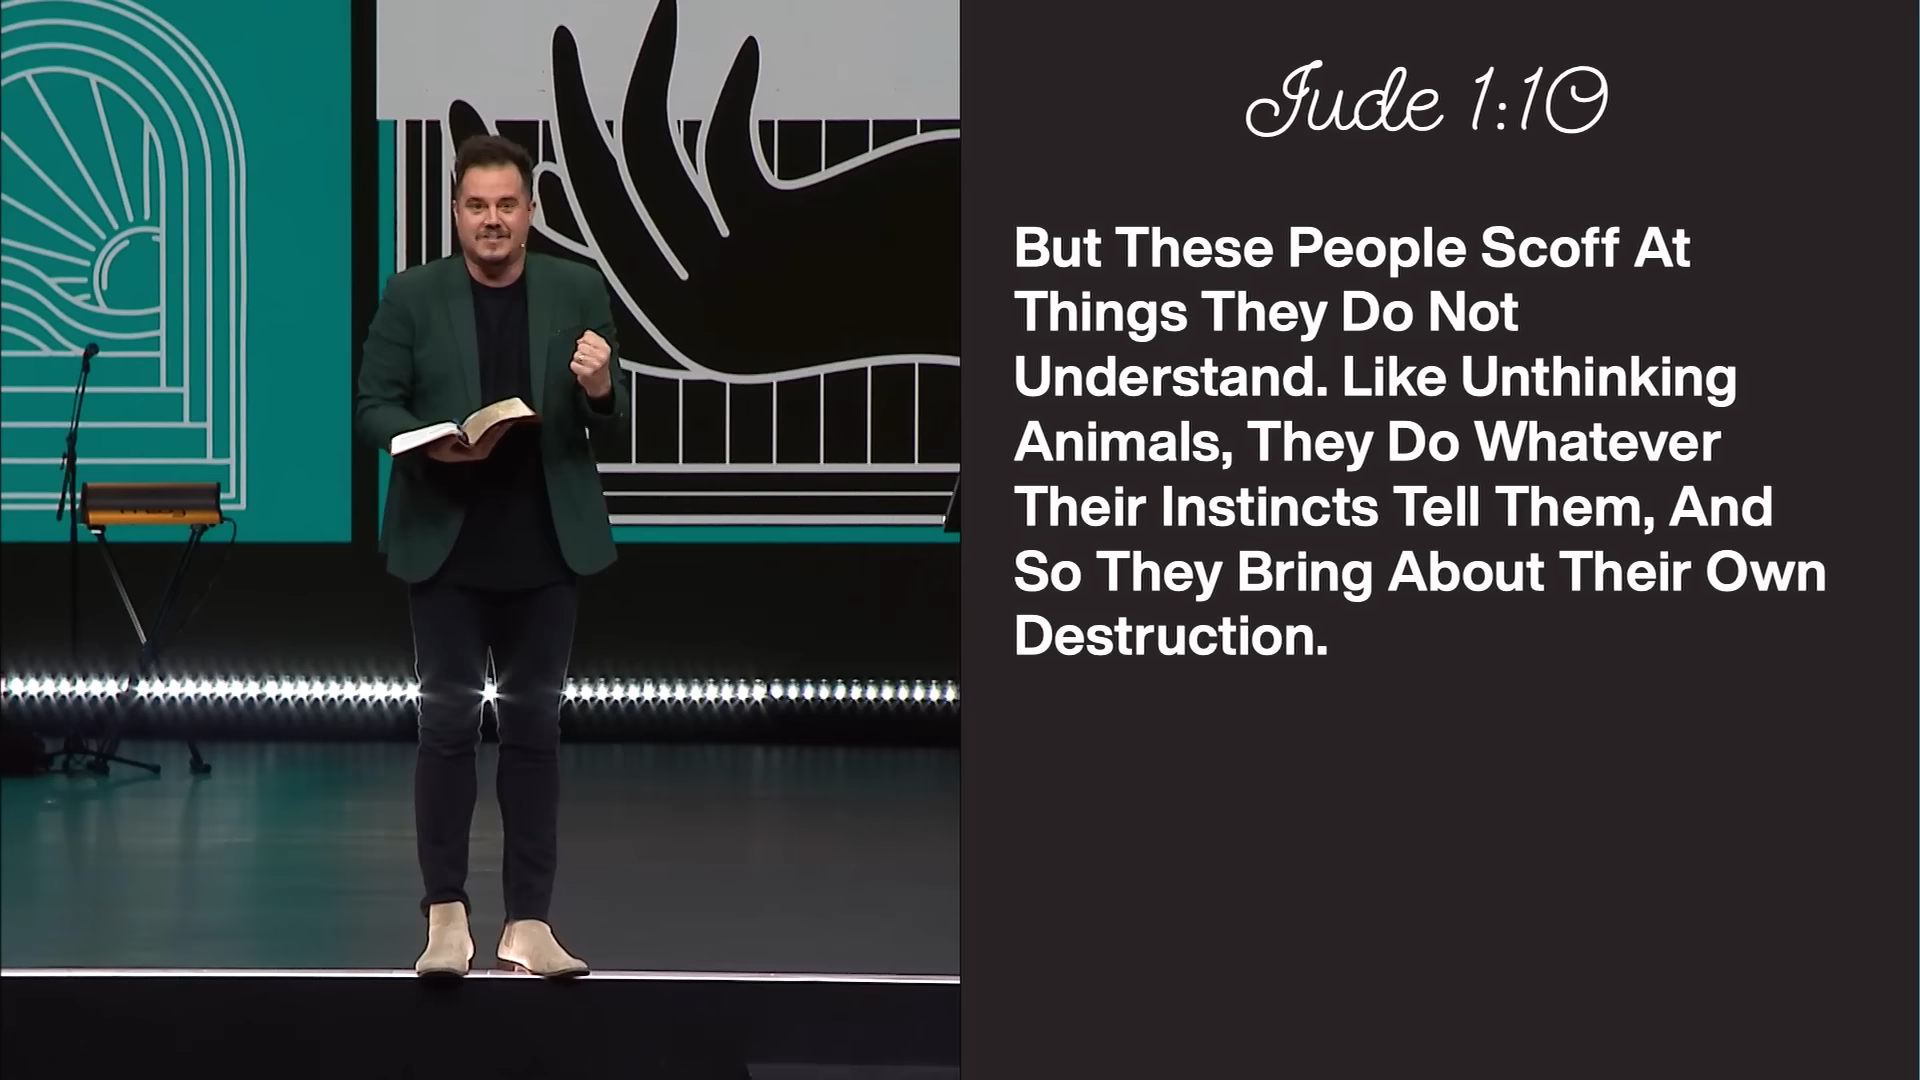 Jude 1:10
But These People Scoff At
Things They Do Not
Understand. Like Unthinking
Animals, They Do Whatever
Their Instincts Tell Them, And
So They Bring About Their Own
Destruction.